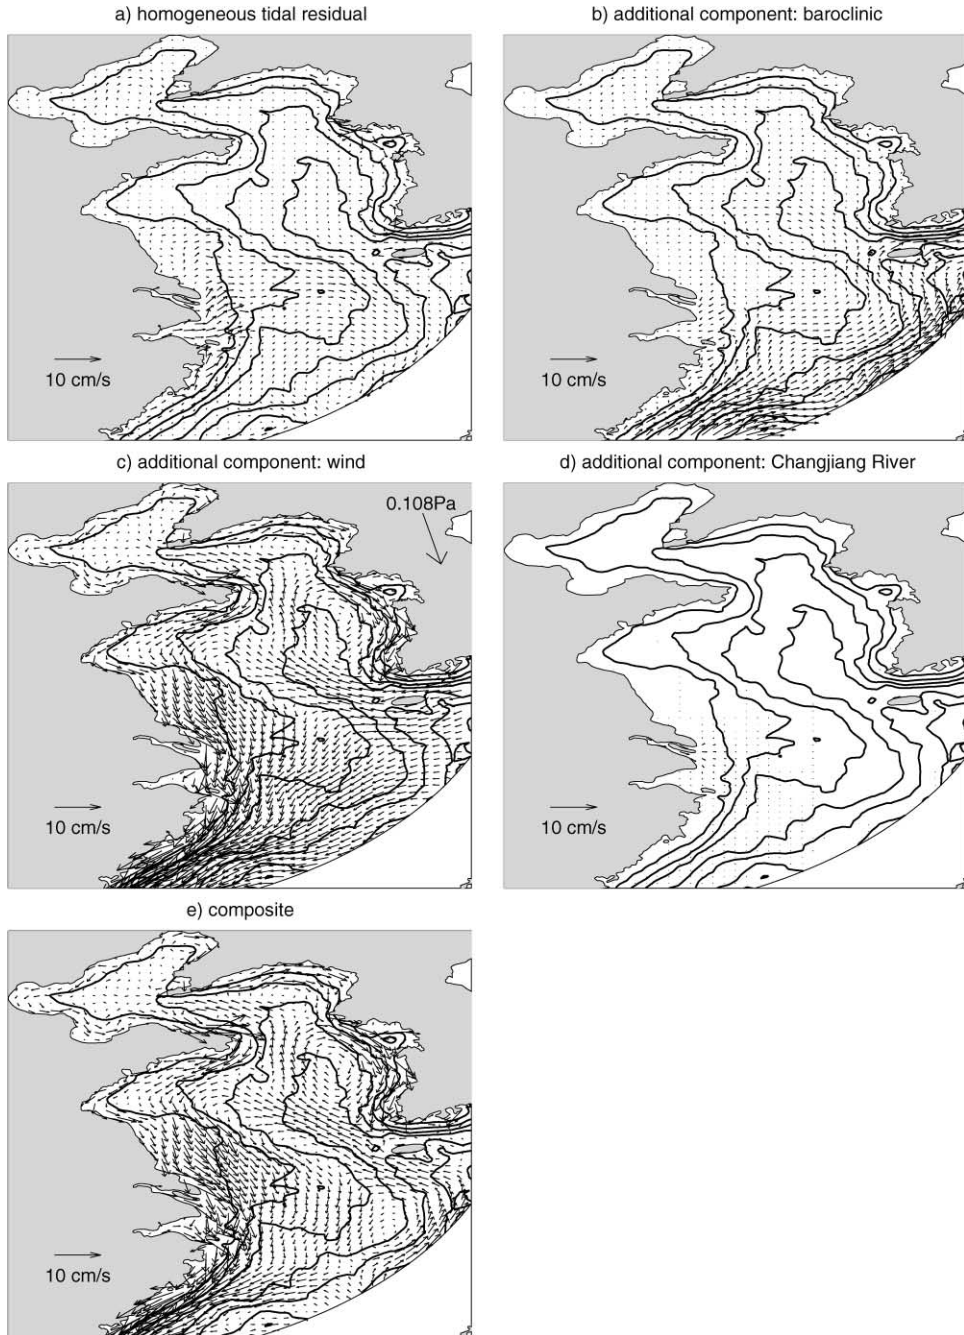 a) homogeneous tidal residual
b) additional component: baroclinic
10 cm/s
10 cm/s
c) additional component: wind
d) additional component: Changjiang River
0.108Pa
10 cm/s
10 cm/s
e) composite
10 cm/s